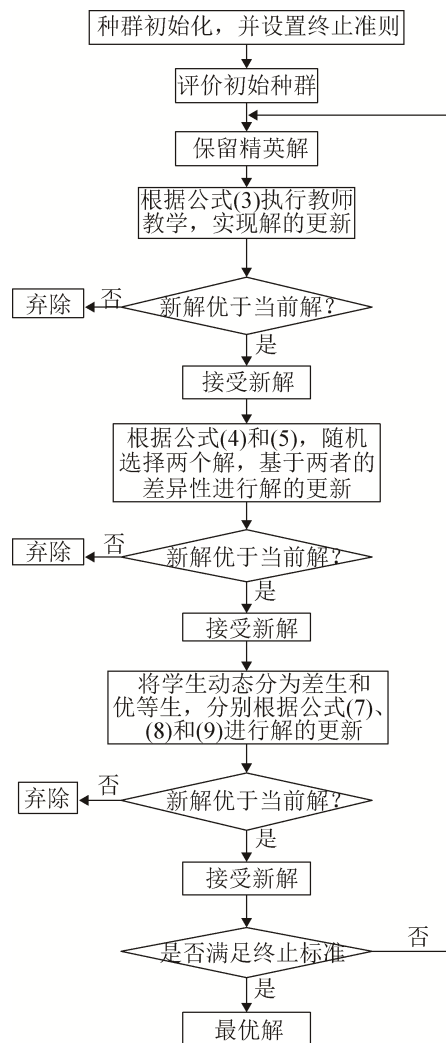 种群初始化，并设置终止准则
评价初始种群
保留精英解
根据公式(3)执行教师
教学，实现解的更新
新解优于当前解？
否
弃除
是
接受新解
根据公式(4)和(5)，随机
选择两个解，基于两者的
差异性进行解的更新
新解优于当前解？
否
弃除
是
接受新解
将学生动态分为差生和
优等生，分别根据公式(7)、
(8)和(9)进行解的更新
新解优于当前解？
否
弃除
是
接受新解
是否满足终止标准
否
是
最优解